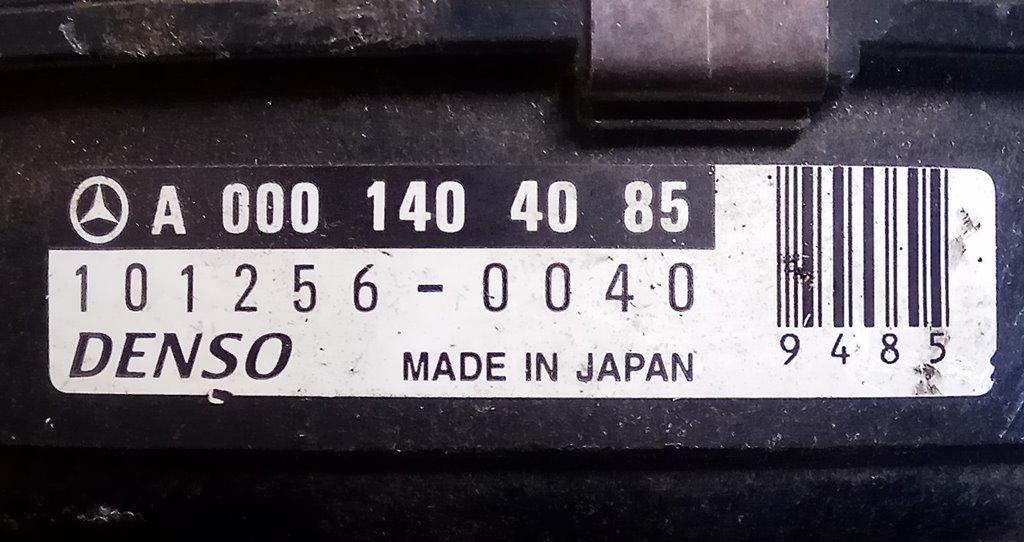 A 000 140 40 85
101256-0040
DENSO MADE IN JAPAN
9485